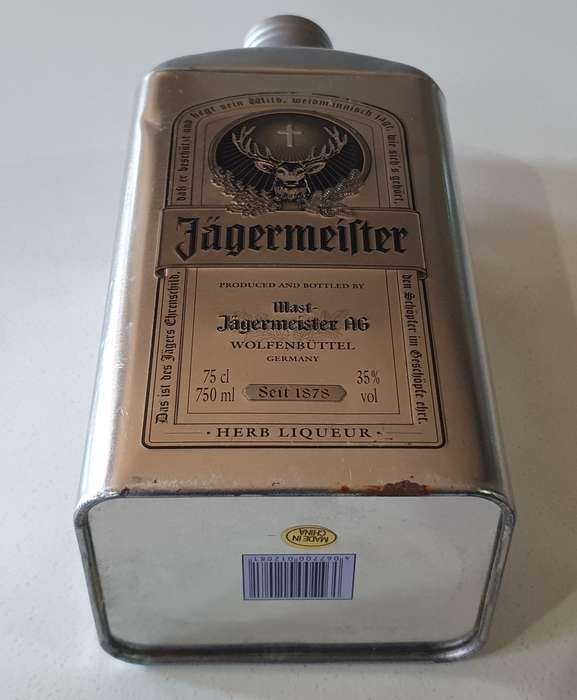 Das ist des Jägers Ehrenschild,
daß er beschützt und hegt sein Wild, weidmännisch jagt, wie sich's gehört,
den Schöpfer im Geschöpfe ehrt.
Jägermeiſter
PRODUCED AND BOTTLED BY
Mast-
Jägermeister AG
WOLFENBÜTTEL
GERMANY
75 cl
750 ml
Seit 1878
35%
vol
· HERB LIQUEUR ·
MADE IN
CHINA